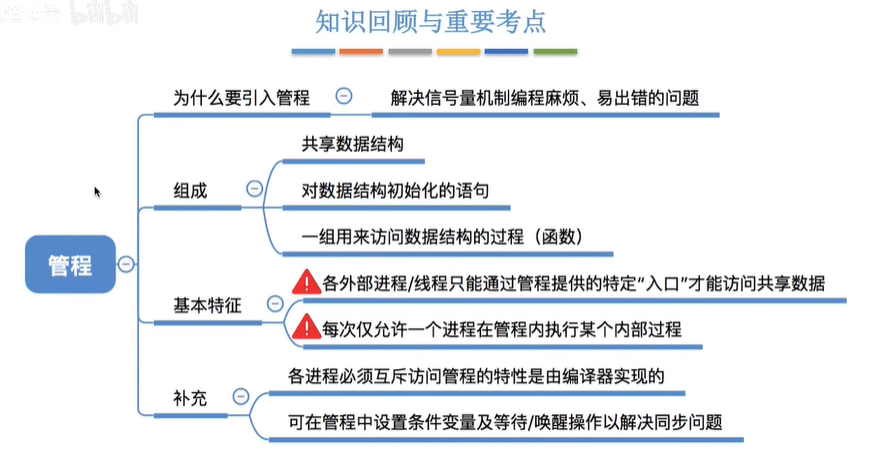 bilibili
知识回顾与重要考点
为什么要引入管程
解决信号量机制编程麻烦、易出错的问题
共享数据结构
组成
对数据结构初始化的语句
一组用来访问数据结构的过程（函数）
管程
各外部进程/线程只能通过管程提供的特定“入口”才能访问共享数据
基本特征
每次仅允许一个进程在管程内执行某个内部过程
各进程必须互斥访问管程的特性是由编译器实现的
补充
可在管程中设置条件变量及等待/唤醒操作以解决同步问题